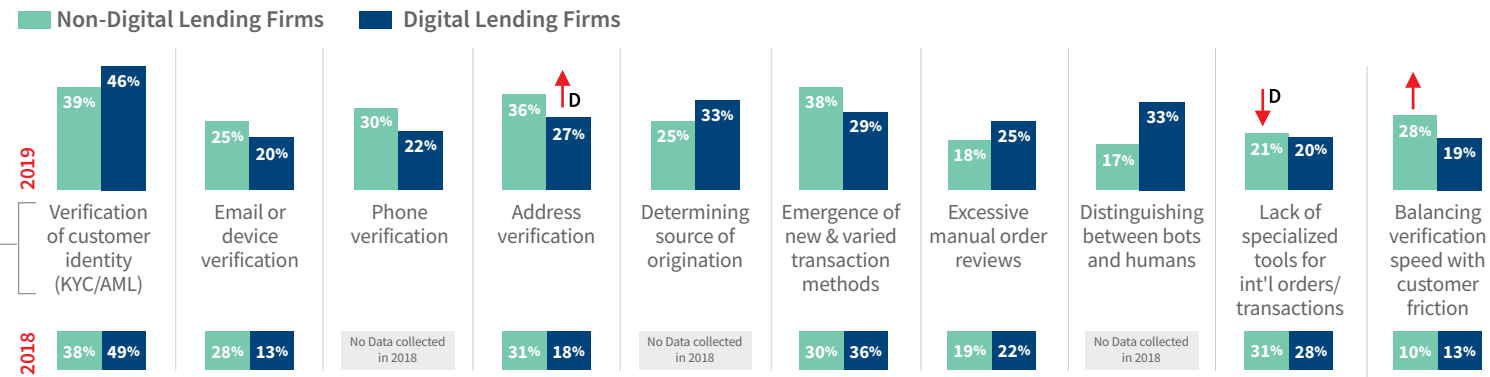 Non-Digital Lending Firms
Digital Lending Firms
2019
39% 46%
25% 20%
30% 22%
36% 27%
D
25% 33%
38% 29%
18% 25%
17% 33%
21% 20%
D
28% 19%
Verification
of customer
identity
(KYC/AML)
Email or
device
verification
Phone
verification
Address
verification
Determining
source of
origination
Emergence of
new & varied
transaction
methods
Excessive
manual order
reviews
Distinguishing
between bots
and humans
Lack of
specialized
tools for
int'l orders/
transactions
Balancing
verification
speed with
customer
friction
2018
38% 49%
28% 13%
No Data collected
in 2018
31% 18%
No Data collected
in 2018
30% 36%
19% 22%
No Data collected
in 2018
31% 28%
10% 13%